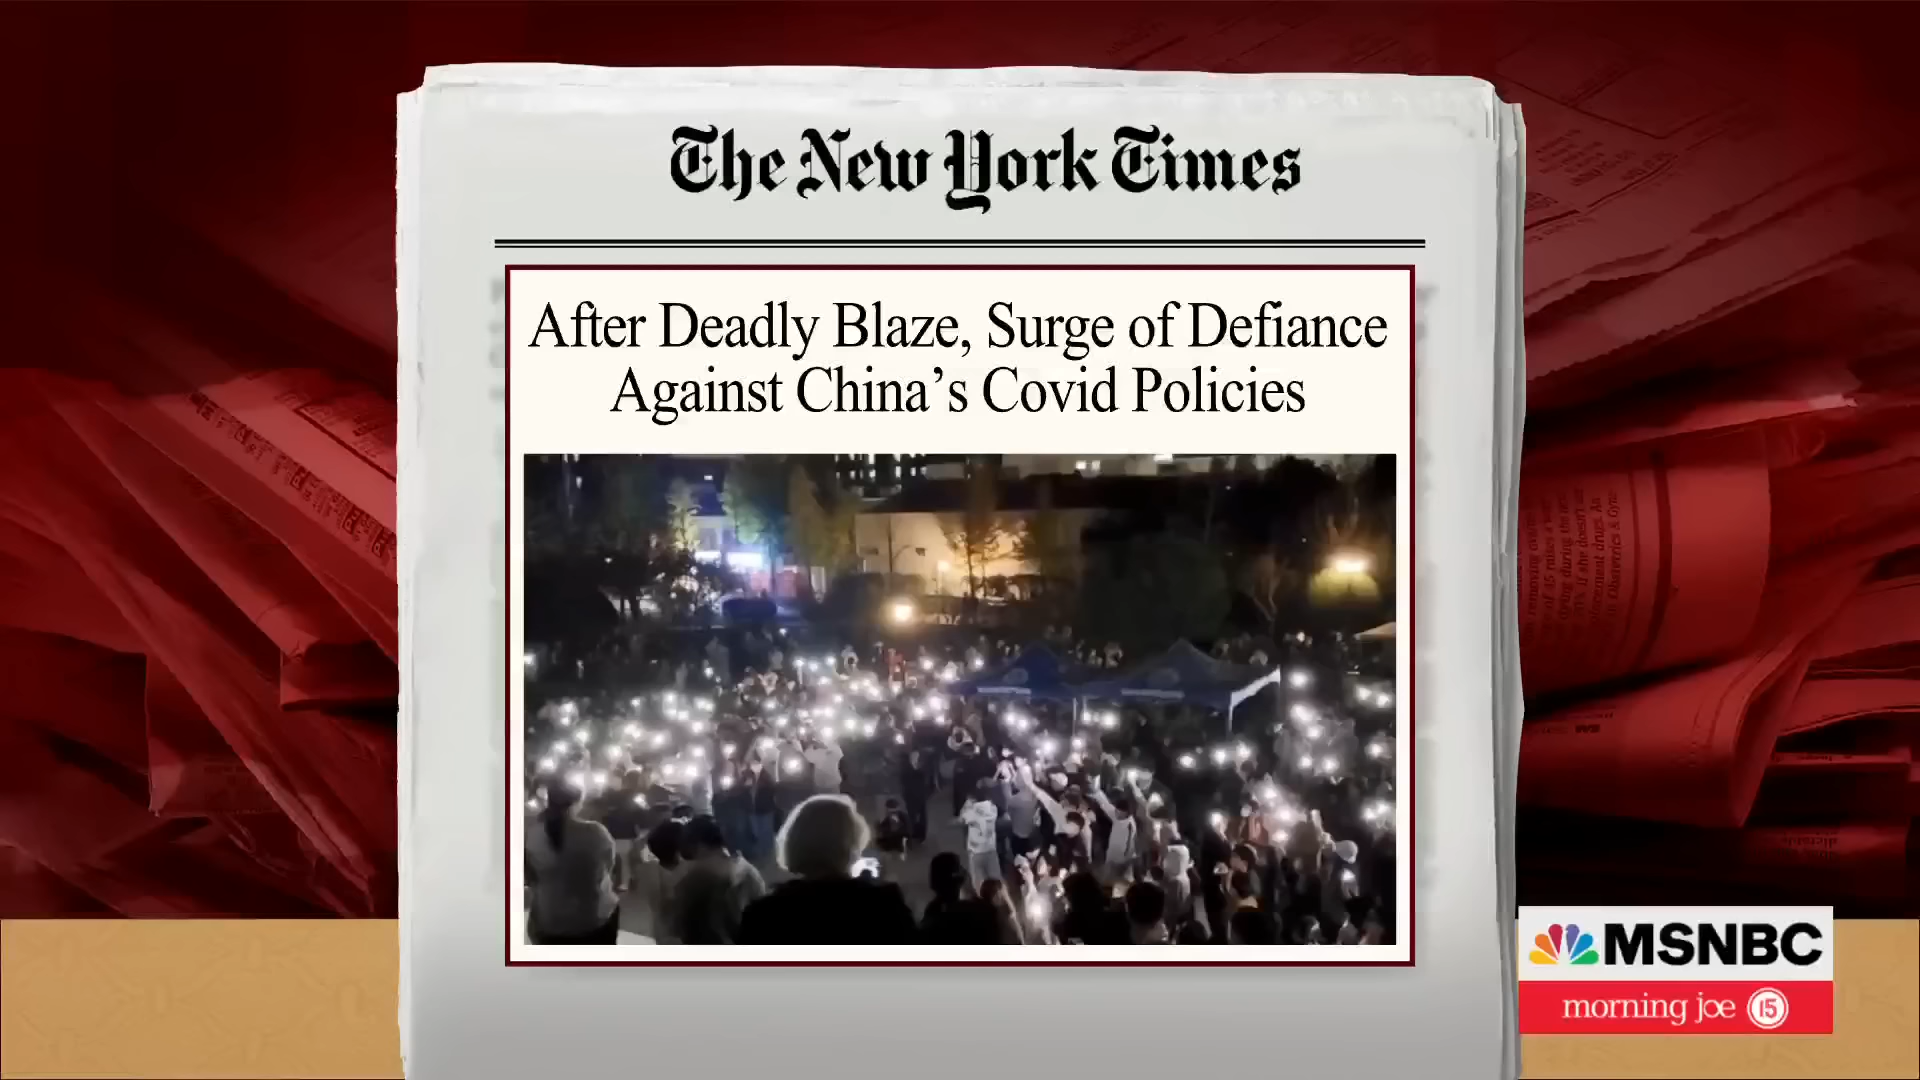 The New York Times
After Deadly Blaze, Surge of Defiance
Against China's Covid Policies
MSNBC
morning joe 15